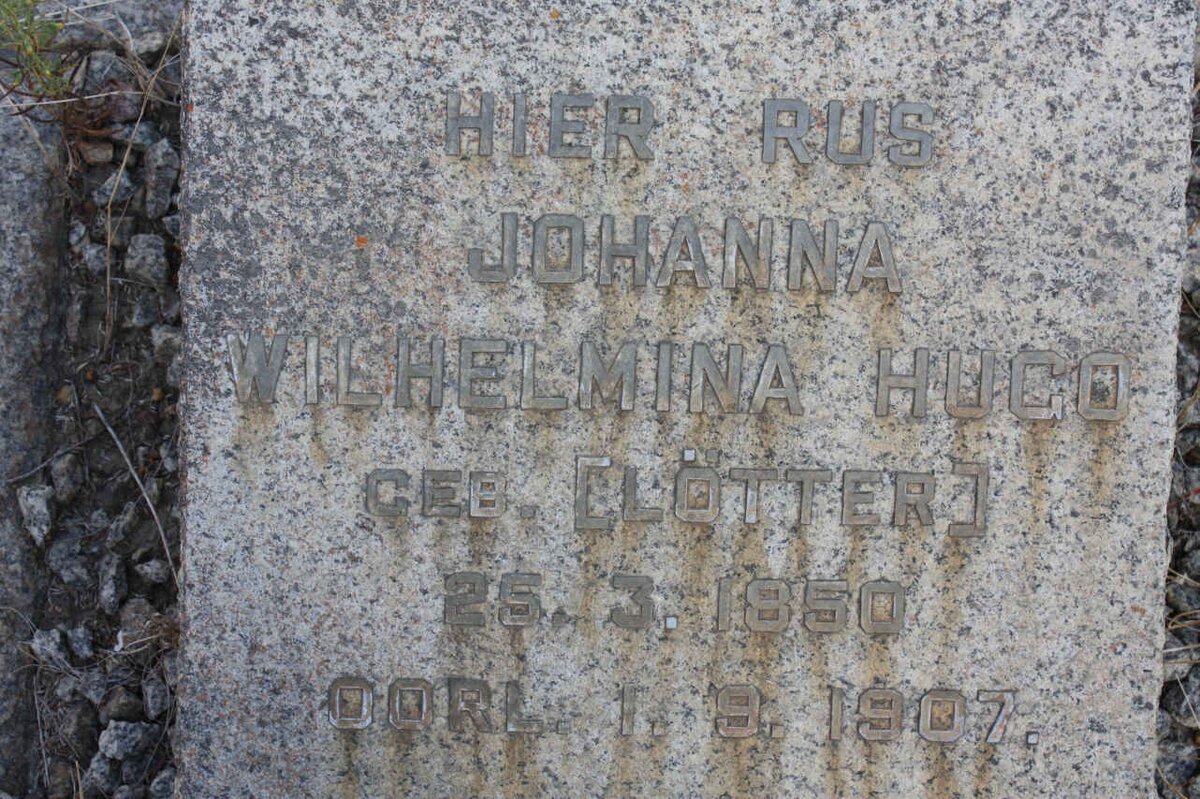 HIER RUS
JOHANNA
WILHELMINA HUGO
GEB. [LÖTTER]
25. 3. 1850
OORL. 1. 9. 1907.